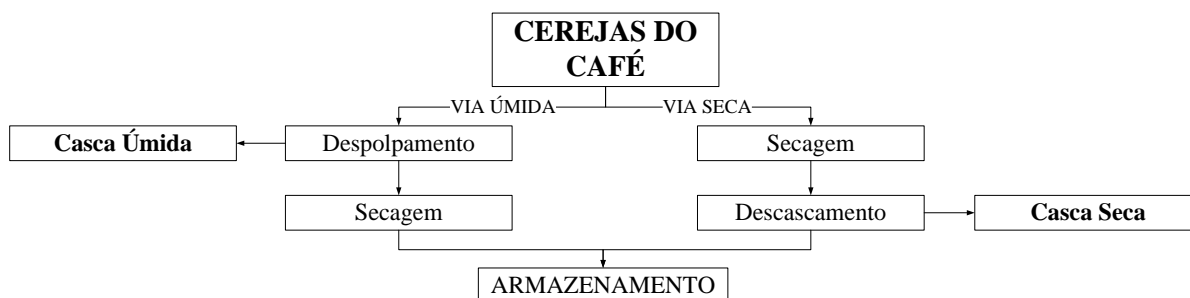 CEREJAS DO
CAFÉ
VIA ÚMIDA
VIA SECA
Casca Úmida
Despolpamento
Secagem
Secagem
Descascamento
Casca Seca
ARMAZENAMENTO